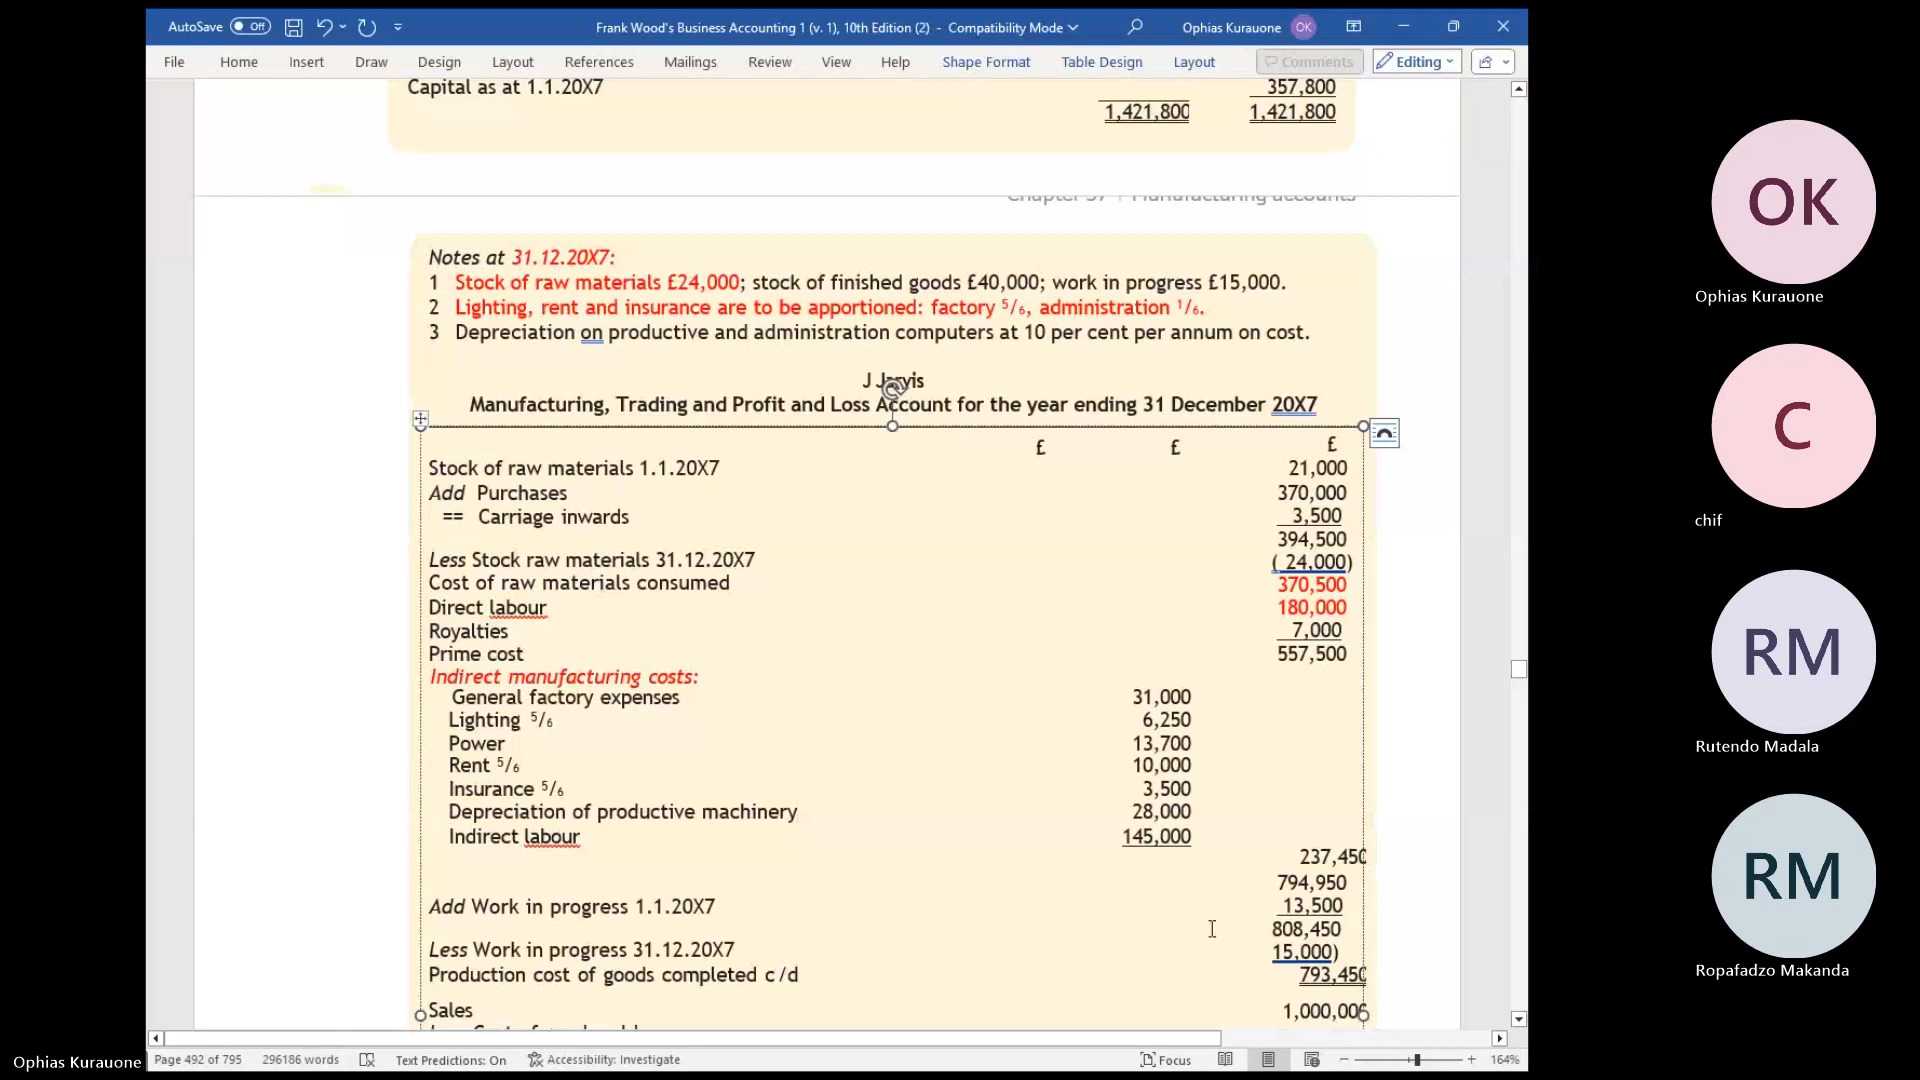 AutoSave Off
Frank Wood's Business Accounting 1 (v. 1), 10th Edition (2) - Compatibility Mode
Ophias Kurauone OK
File Home Insert Draw Design Layout References Mailings Review View Help Shape Format Table Design Layout Comments Editing
Capital as at 1.1.20X7 357,800
1,421,800 1,421,800
Manufacturing accounts
Notes at 31.12.20X7:
1 Stock of raw materials £24,000; stock of finished goods £40,000; work in progress £15,000.
2 Lighting, rent and insurance are to be apportioned: factory 5/6, administration 1/6.
3 Depreciation on productive and administration computers at 10 per cent per annum on cost.
J Jarvis
Manufacturing, Trading and Profit and Loss Account for the year ending 31 December 20X7
£ £ £
Stock of raw materials 1.1.20X7 21,000
Add Purchases 370,000
== Carriage inwards 3,500
394,500
Less Stock raw materials 31.12.20X7 ( 24,000)
Cost of raw materials consumed 370,500
Direct labour 180,000
Royalties 7,000
Prime cost 557,500
Indirect manufacturing costs:
General factory expenses 31,000
Lighting 5/6 6,250
Power 13,700
Rent 5/6 10,000
Insurance 5/6 3,500
Depreciation of productive machinery 28,000
Indirect labour 145,000
237,450
794,950
Add Work in progress 1.1.20X7 13,500
808,450
Less Work in progress 31.12.20X7 15,000)
Production cost of goods completed c/d 793,450
Sales 1,000,000
Page 492 of 795 296186 words Text Predictions: On Accessibility: Investigate Focus 164%
OK
Ophias Kurauone
C
chif
RM
Rutendo Madala
RM
Ropafadzo Makanda
Ophias Kurauone